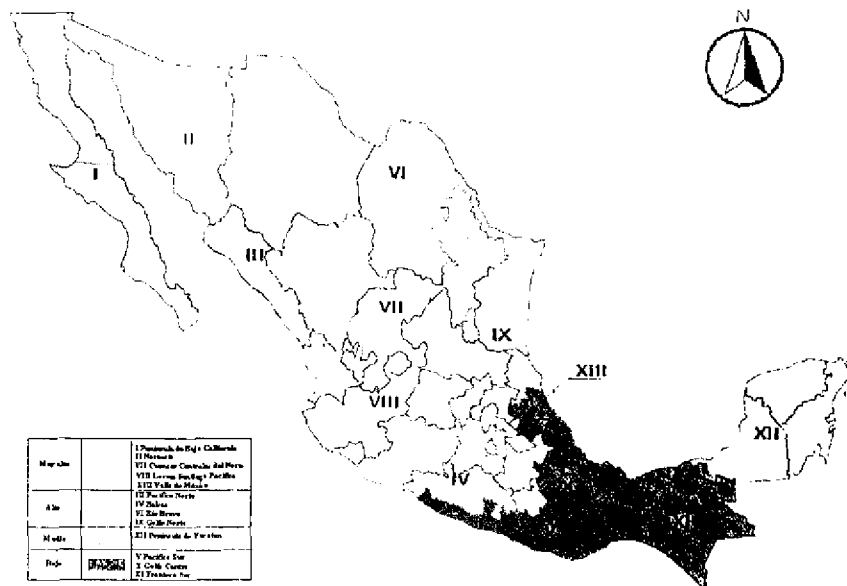 N
II
VI
I
III
VII
IX
XIII
VIII
XII
IV
Muy alto
I Península de Baja California
II Noroeste
VII Cuencas Centrales del Norte
VIII Lerma Santiago Pacífico
XIII Valle de México
Alto
III Pacífico Norte
IV Balsas
VI Río Bravo
IX Golfo Norte
Medio
XII Península de Yucatán
Bajo
V Pacífico Sur
X Golfo Centro
XI Frontera Sur